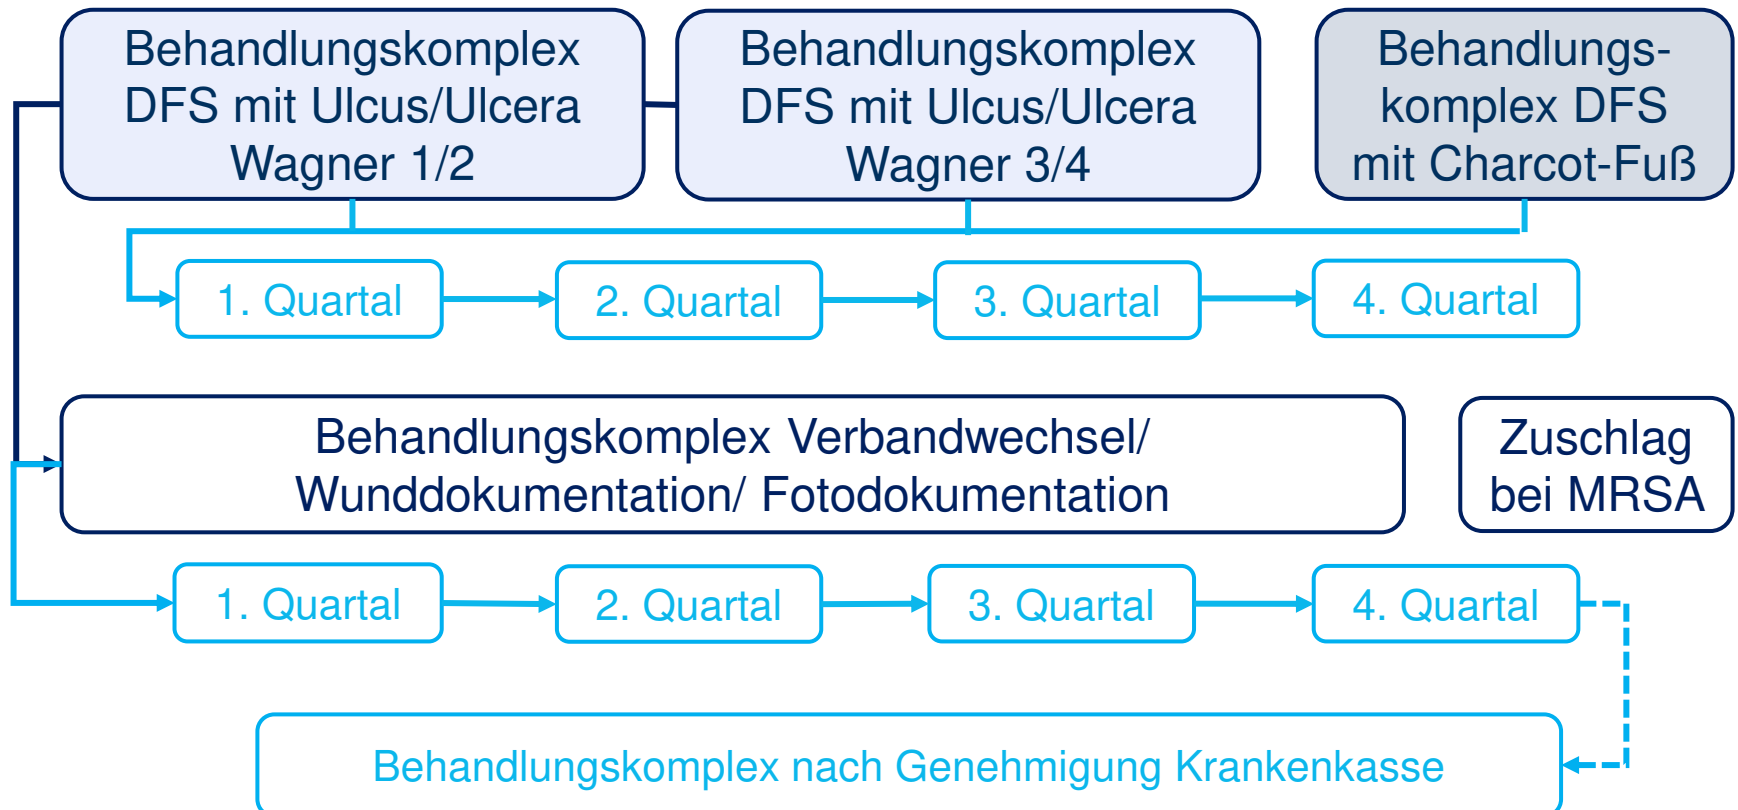 Behandlungskomplex
DFS mit Ulcus/Ulcera
Wagner 1/2
Behandlungskomplex
DFS mit Ulcus/Ulcera
Wagner 3/4
Behandlungs-
komplex DFS
mit Charcot-Fuß
1. Quartal
2. Quartal
3. Quartal
4. Quartal
Behandlungskomplex Verbandwechsel/
Wunddokumentation/ Fotodokumentation
Zuschlag
bei MRSA
1. Quartal
2. Quartal
3. Quartal
4. Quartal
Behandlungskomplex nach Genehmigung Krankenkasse